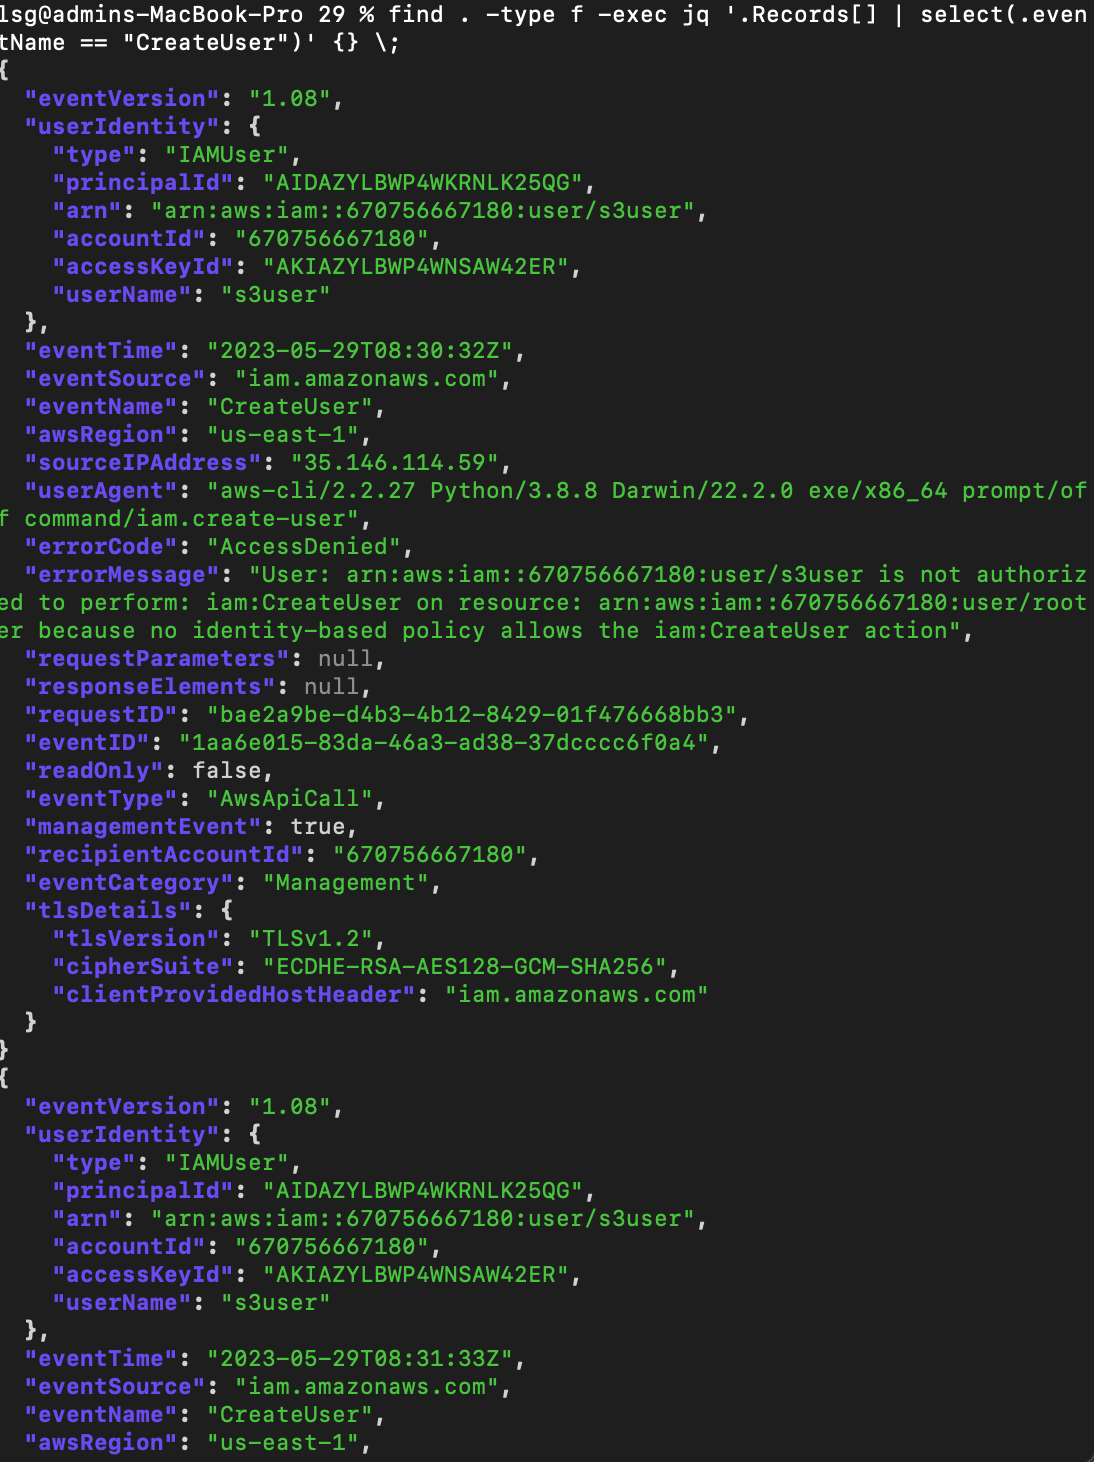 lsg@admins-MacBook-Pro 29 % find . -type f -exec jq '.Records[] | select(.even
tName == "CreateUser")' {} \;
{
  "eventVersion": "1.08",
  "userIdentity": {
    "type": "IAMUser",
    "principalId": "AIDAZYLBWP4WKRNLK25QG",
    "arn": "arn:aws:iam::670756667180:user/s3user",
    "accountId": "670756667180",
    "accessKeyId": "AKIAZYLBWP4WNSAW42ER",
    "userName": "s3user"
  },
  "eventTime": "2023-05-29T08:30:32Z",
  "eventSource": "iam.amazonaws.com",
  "eventName": "CreateUser",
  "awsRegion": "us-east-1",
  "sourceIPAddress": "35.146.114.59",
  "userAgent": "aws-cli/2.2.27 Python/3.8.8 Darwin/22.2.0 exe/x86_64 prompt/of
f command/iam.create-user",
  "errorCode": "AccessDenied",
  "errorMessage": "User: arn:aws:iam::670756667180:user/s3user is not authoriz
ed to perform: iam:CreateUser on resource: arn:aws:iam::670756667180:user/root
er because no identity-based policy allows the iam:CreateUser action",
  "requestParameters": null,
  "responseElements": null,
  "requestID": "bae2a9be-d4b3-4b12-8429-01f476668bb3",
  "eventID": "1aa6e015-83da-46a3-ad38-37dcccc6f0a4",
  "readOnly": false,
  "eventType": "AwsApiCall",
  "managementEvent": true,
  "recipientAccountId": "670756667180",
  "eventCategory": "Management",
  "tlsDetails": {
    "tlsVersion": "TLSv1.2",
    "cipherSuite": "ECDHE-RSA-AES128-GCM-SHA256",
    "clientProvidedHostHeader": "iam.amazonaws.com"
  }
}
{
  "eventVersion": "1.08",
  "userIdentity": {
    "type": "IAMUser",
    "principalId": "AIDAZYLBWP4WKRNLK25QG",
    "arn": "arn:aws:iam::670756667180:user/s3user",
    "accountId": "670756667180",
    "accessKeyId": "AKIAZYLBWP4WNSAW42ER",
    "userName": "s3user"
  },
  "eventTime": "2023-05-29T08:31:33Z",
  "eventSource": "iam.amazonaws.com",
  "eventName": "CreateUser",
  "awsRegion": "us-east-1",